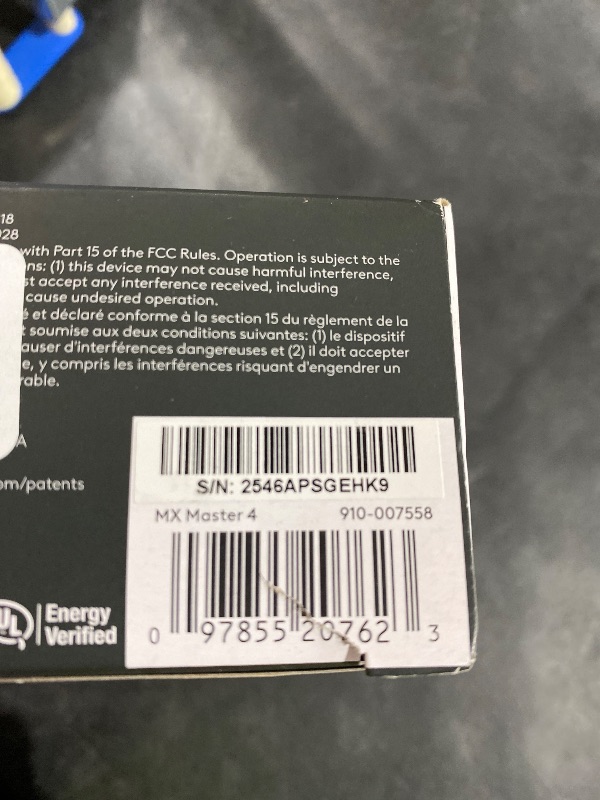 18
028
with Part 15 of the FCC Rules. Operation is subject to the
ns: (1) this device may not cause harmful interference,
st accept any interference received, including
cause undesired operation.
é et déclaré conforme à la section 15 du règlement de la
t soumise aux deux conditions suivantes: (1) le dispositif
auser d'interférences dangereuses et (2) il doit accepter
e, y compris les interférences risquant d'engendrer un
rable.
A
om/patents
S/N: 2546APSGEHK9
MX Master 4 910-007558
UL Energy
Verified
0 97855 20762 3